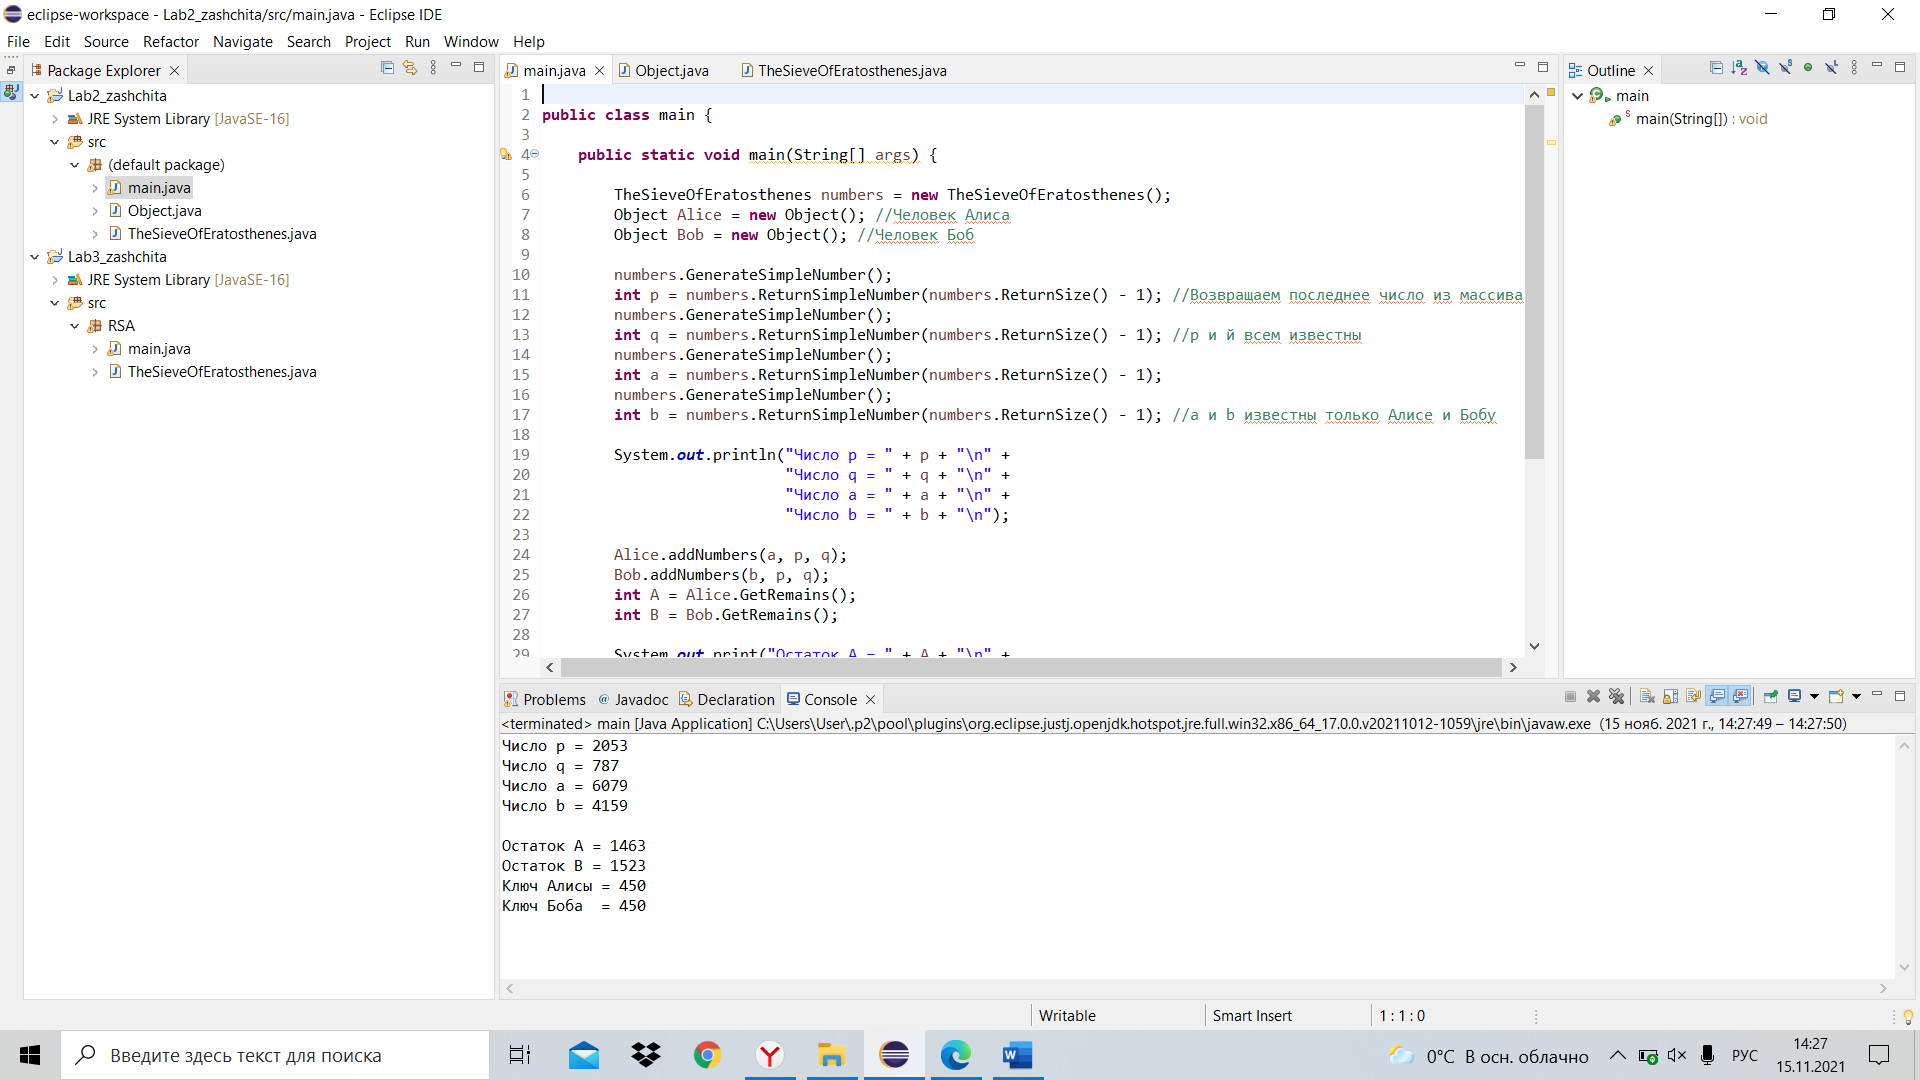 eclipse-workspace - Lab2_zashchita/src/main.java - Eclipse IDE
File Edit Source Refactor Navigate Search Project Run Window Help
Package Explorer
Lab2_zashchita
JRE System Library [JavaSE-16]
src
(default package)
main.java
Object.java
TheSieveOfEratosthenes.java
Lab3_zashchita
JRE System Library [JavaSE-16]
src
RSA
main.java
TheSieveOfEratosthenes.java
main.java Object.java TheSieveOfEratosthenes.java
1
2 public class main {
3
4 public static void main(String[] args) {
5
6 TheSieveOfEratosthenes numbers = new TheSieveOfEratosthenes();
7 Object Alice = new Object(); //Человек Алиса
8 Object Bob = new Object(); //Человек Боб
9
10 numbers.GenerateSimpleNumber();
11 int p = numbers.ReturnSimpleNumber(numbers.ReturnSize() - 1); //Возвращаем последнее число из массива
12 numbers.GenerateSimpleNumber();
13 int q = numbers.ReturnSimpleNumber(numbers.ReturnSize() - 1); //р и й всем известны
14 numbers.GenerateSimpleNumber();
15 int a = numbers.ReturnSimpleNumber(numbers.ReturnSize() - 1);
16 numbers.GenerateSimpleNumber();
17 int b = numbers.ReturnSimpleNumber(numbers.ReturnSize() - 1); //a и b известны только Алисе и Бобу
18
19 System.out.println("Число p = " + p + "\n" +
20 "Число q = " + q + "\n" +
21 "Число a = " + a + "\n" +
22 "Число b = " + b + "\n");
23
24 Alice.addNumbers(a, p, q);
25 Bob.addNumbers(b, p, q);
26 int A = Alice.GetRemains();
27 int B = Bob.GetRemains();
28
29 System.out.print("Остаток A = " + A + "\n" +
Outline
main
main(String[]) : void
Problems Javadoc Declaration Console
<terminated> main [Java Application] C:\Users\User\.p2\pool\plugins\org.eclipse.justj.openjdk.hotspot.jre.full.win32.x86_64_17.0.0.v20211012-1059\jre\bin\javaw.exe (15 нояб. 2021 г., 14:27:49 – 14:27:50)
Число p = 2053
Число q = 787
Число a = 6079
Число b = 4159
Остаток A = 1463
Остаток B = 1523
Ключ Алисы = 450
Ключ Боба = 450
Writable Smart Insert 1 : 1 : 0
Введите здесь текст для поиска
0°C В осн. облачно
РУС
14:27
15.11.2021